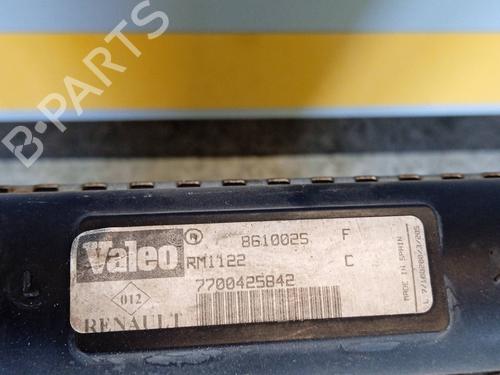 B-PARTS
Valeo 8610025 F
RM1122 C
7700425842
012
RENAULT
MADE IN SPAIN